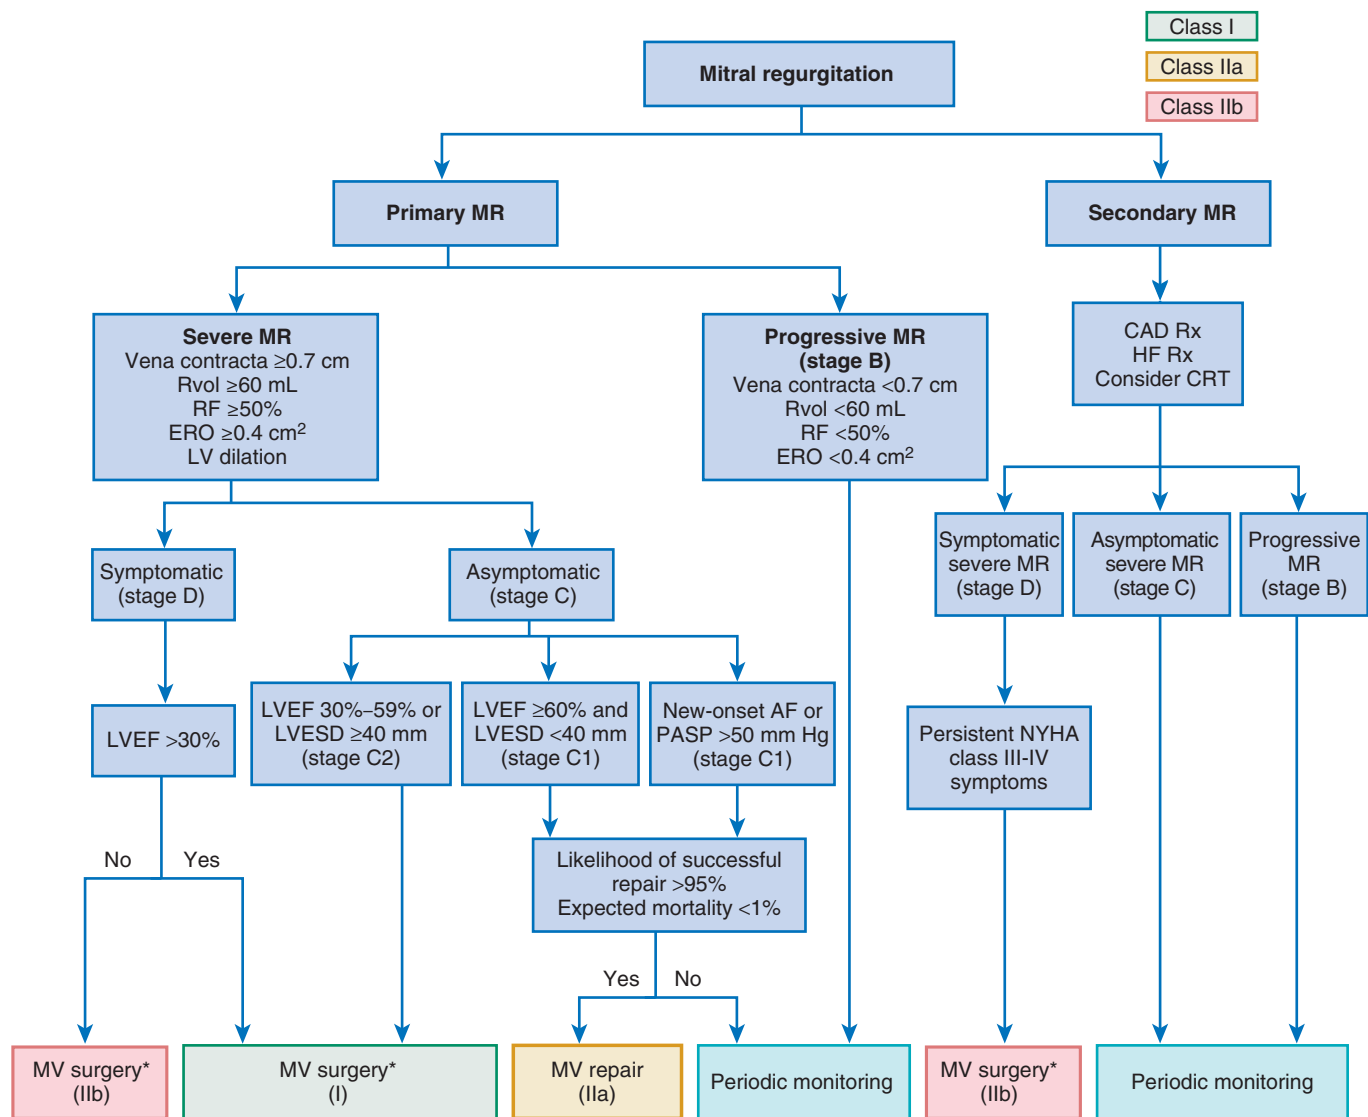 Class I
Class IIa
Class IIb
Mitral regurgitation
Primary MR
Secondary MR
Severe MR
Vena contracta ≥0.7 cm
Rvol ≥60 mL
RF ≥50%
ERO ≥0.4 cm²
LV dilation
Progressive MR
(stage B)
Vena contracta <0.7 cm
Rvol <60 mL
RF <50%
ERO <0.4 cm²
CAD Rx
HF Rx
Consider CRT
Symptomatic
(stage D)
Asymptomatic
(stage C)
Symptomatic
severe MR
(stage D)
Asymptomatic
severe MR
(stage C)
Progressive
MR
(stage B)
LVEF >30%
LVEF 30%–59% or
LVESD ≥40 mm
(stage C2)
LVEF ≥60% and
LVESD <40 mm
(stage C1)
New-onset AF or
PASP >50 mm Hg
(stage C1)
Persistent NYHA
class III-IV
symptoms
No
Yes
Likelihood of successful
repair >95%
Expected mortality <1%
Yes
No
MV surgery*
(IIb)
MV surgery*
(I)
MV repair
(IIa)
Periodic monitoring
MV surgery*
(IIb)
Periodic monitoring